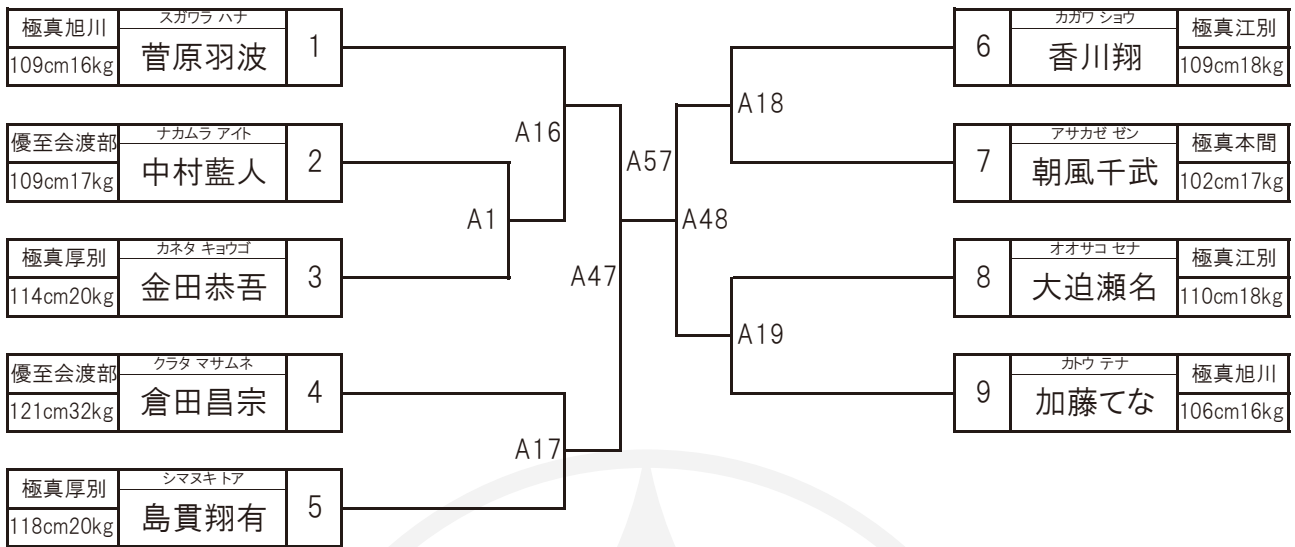 極真旭川
109cm16kg
スガワラ ハナ
菅原羽波
1
優至会渡部
109cm17kg
ナカムラ アイト
中村藍人
2
極真厚別
114cm20kg
カネタ キョウゴ
金田恭吾
3
優至会渡部
121cm32kg
クラタ マサムネ
倉田昌宗
4
極真厚別
118cm20kg
シマヌキ トア
島貫翔有
5
A16
A1
A47
A17
A57
A48
A18
A19
6
カガワ ショウ
香川翔
極真江別
109cm18kg
7
アサカゼ ゼン
朝風千武
極真本間
102cm17kg
8
オオサコ セナ
大迫瀬名
極真江別
110cm18kg
9
カトウ テナ
加藤てな
極真旭川
106cm16kg